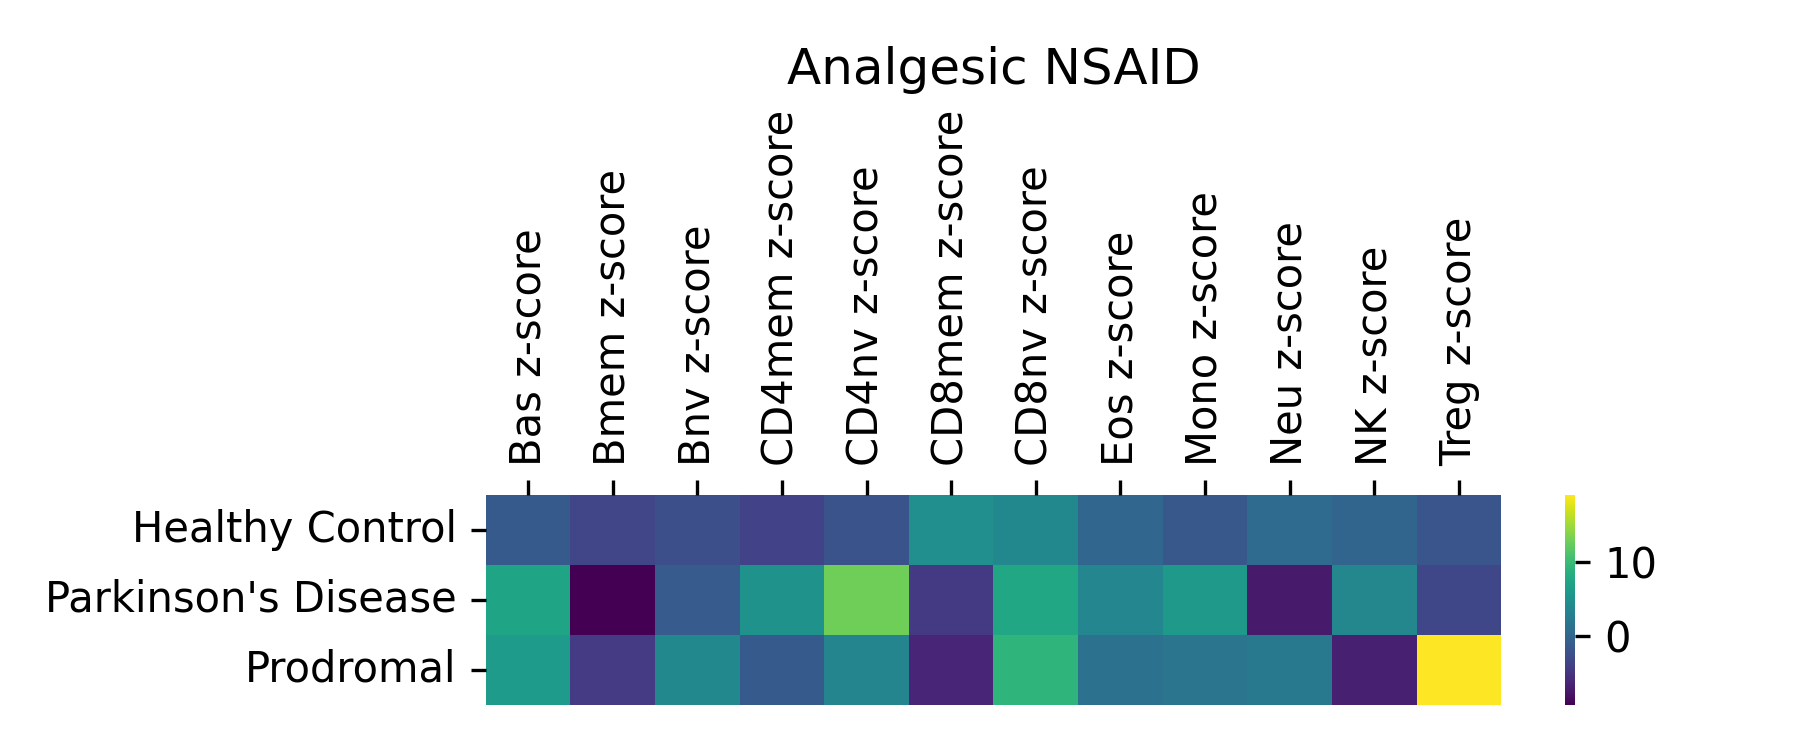 Analgesic NSAID
Bas z-score
Bmem z-score
Bnv z-score
CD4mem z-score
CD4nv z-score
CD8mem z-score
CD8nv z-score
Eos z-score
Mono z-score
Neu z-score
NK z-score
Treg z-score
Healthy Control
Parkinson's Disease
Prodromal
10
0